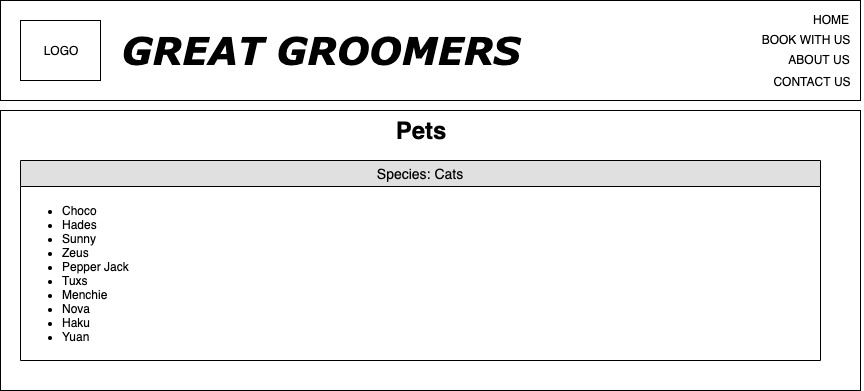 LOGO
GREAT GROOMERS
HOME
BOOK WITH US
ABOUT US
CONTACT US
Pets
Species: Cats
Choco
Hades
Sunny
Zeus
Pepper Jack
Tuxs
Menchie
Nova
Haku
Yuan